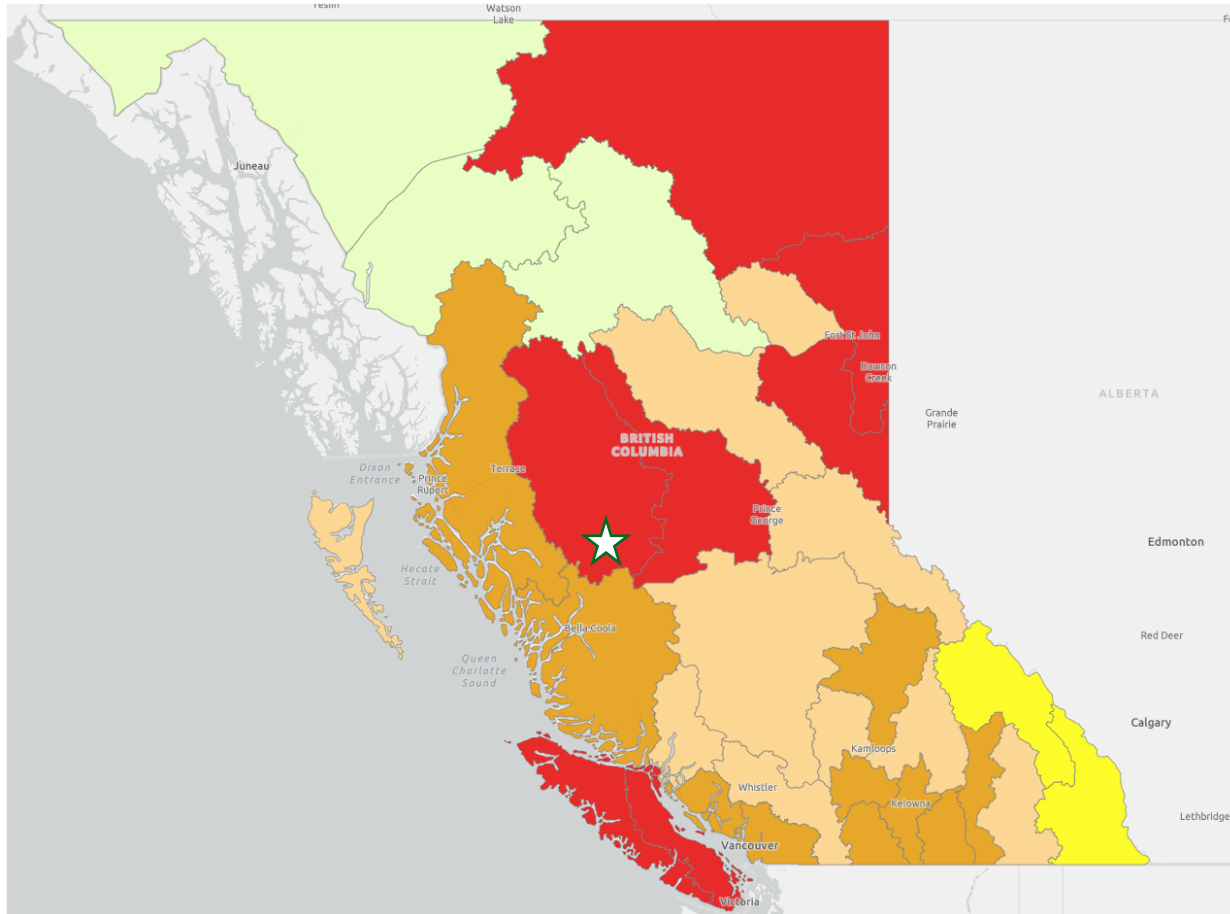 Teslin
Watson
Lake
Juneau
Fort St John
Dawson
Creek
ALBERTA
Grande
Prairie
BRITISH
COLUMBIA
Dixon
Entrance
Terrace
Prince
Rupert
Prince
George
Edmonton
Hecate
Strait
Bella Coola
Red Deer
Queen
Charlotte
Sound
Calgary
Kamloops
Whistler
Kelowna
Lethbridge
Vancouver
Victoria